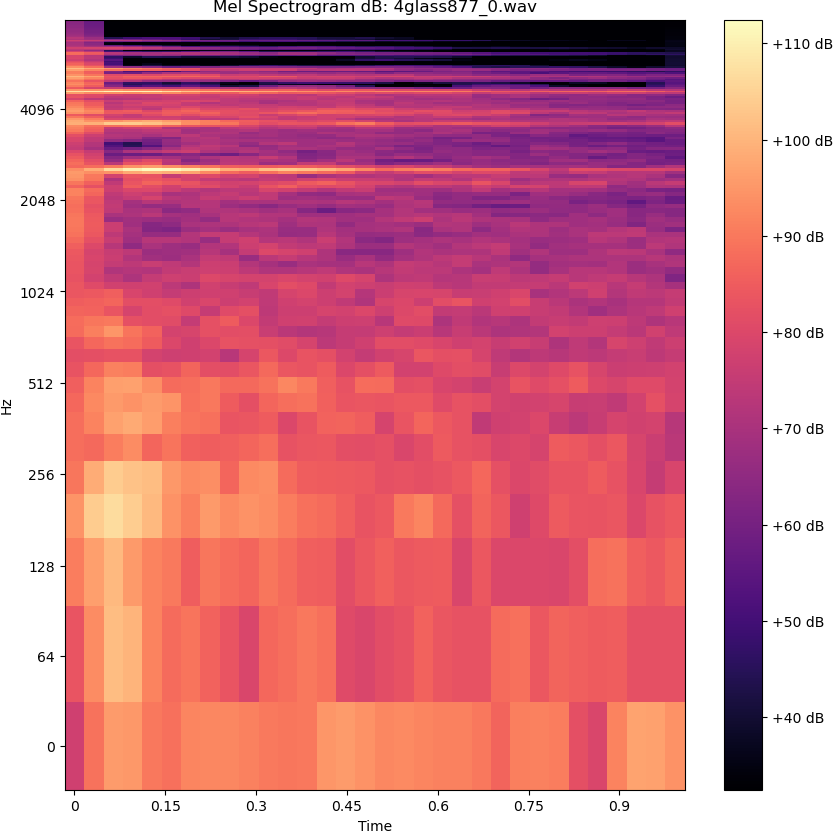 Mel Spectrogram dB: 4glass877_0.wav
+110 dB
4096
+100 dB
2048
+90 dB
1024
+80 dB
512
Hz
+70 dB
256
+60 dB
128
+50 dB
64
+40 dB
0
0 0.15 0.3 0.45 0.6 0.75 0.9
Time